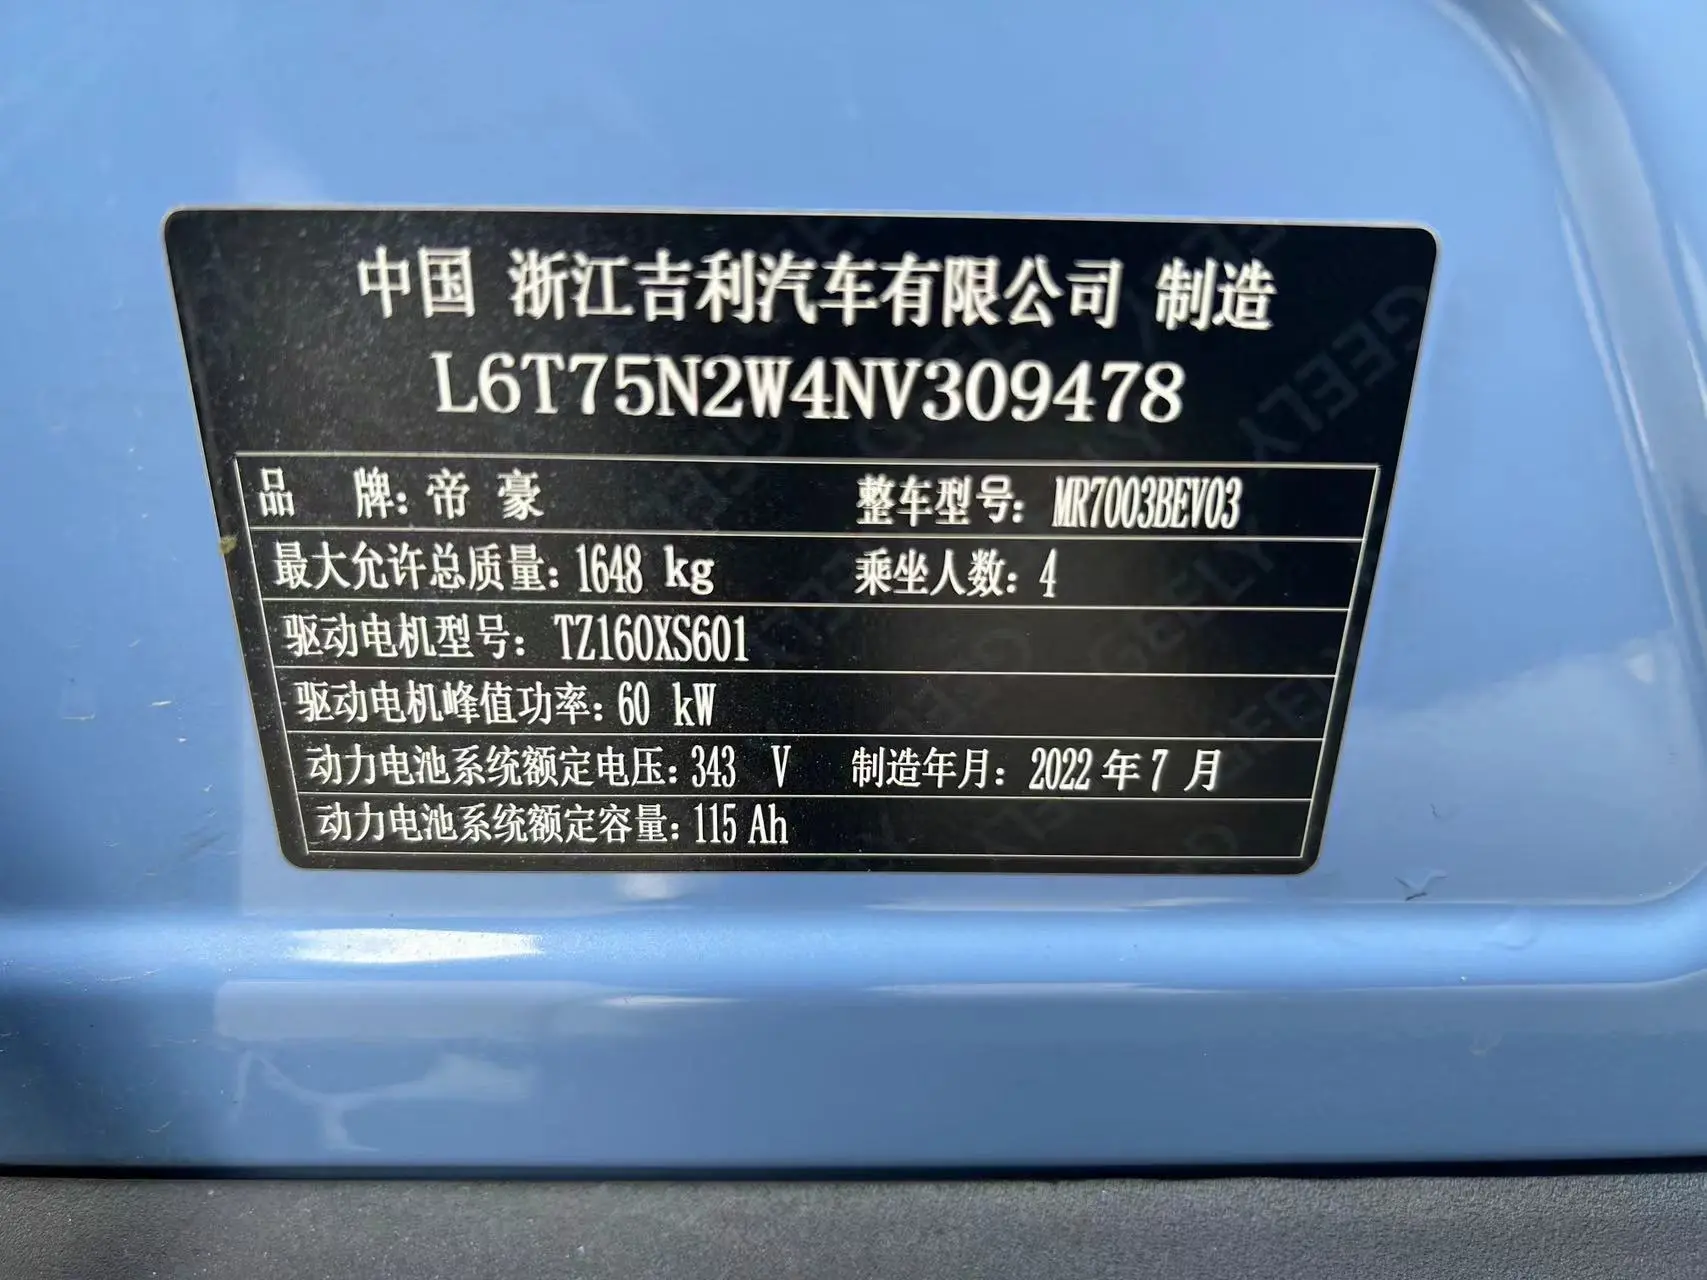 中国 浙江吉利汽车有限公司 制造
L6T75N2W4NV309478
品 牌: 帝 豪 整车型号: MR7003BEV03
最大允许总质量: 1648 kg 乘坐人数: 4
驱动电机型号: TZ160XS601
驱动电机峰值功率: 60 kW
动力电池系统额定电压: 343 V 制造年月: 2022 年 7 月
动力电池系统额定容量: 115 Ah